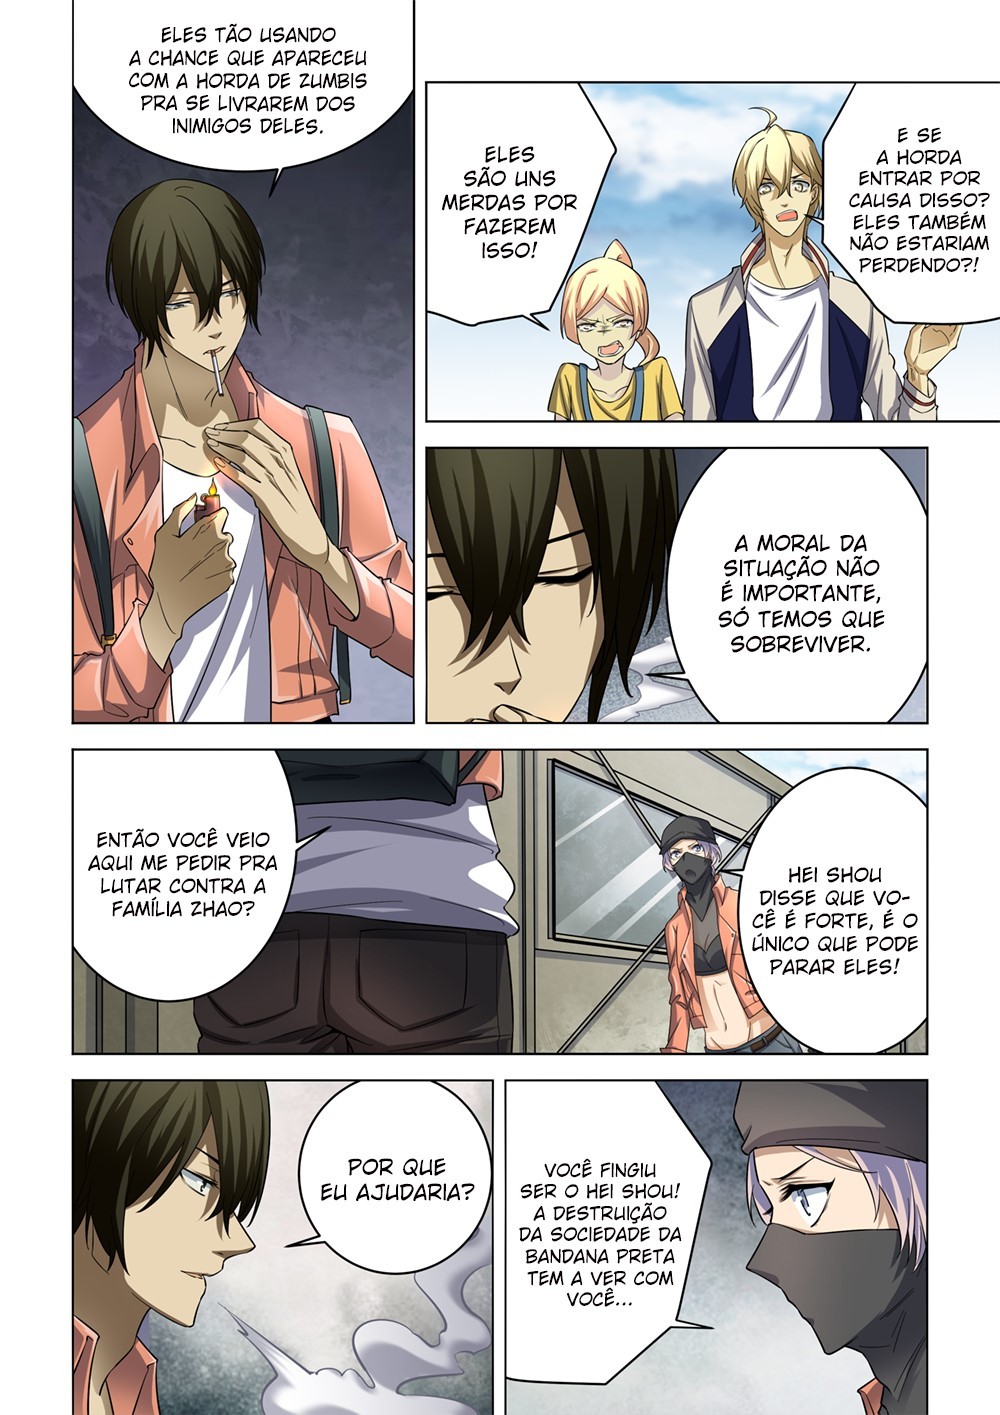 ELES TÃO USANDO
A CHANCE QUE APARECEU
COM A HORDA DE ZUMBIS
PRA SE LIVRAREM DOS
INIMIGOS DELES.
ELES
SÃO UNS
MERDAS POR
FAZEREM
ISSO!
E SE
A HORDA
ENTRAR POR
CAUSA DISSO?
ELES TAMBÉM
NÃO ESTARIAM
PERDENDO?!
A MORAL DA
SITUAÇÃO NÃO
É IMPORTANTE,
SÓ TEMOS QUE
SOBREVIVER.
ENTÃO VOCÊ VEIO
AQUI ME PEDIR PRA
LUTAR CONTRA A
FAMÍLIA ZHAO?
HEI SHOU
DISSE QUE VO-
CÊ É FORTE, É O
ÚNICO QUE PODE
PARAR ELES!
POR QUE
EU AJUDARIA?
VOCÊ FINGIU
SER O HEI SHOU!
A DESTRUIÇÃO
DA SOCIEDADE DA
BANDANA PRETA
TEM A VER COM
VOCÊ...